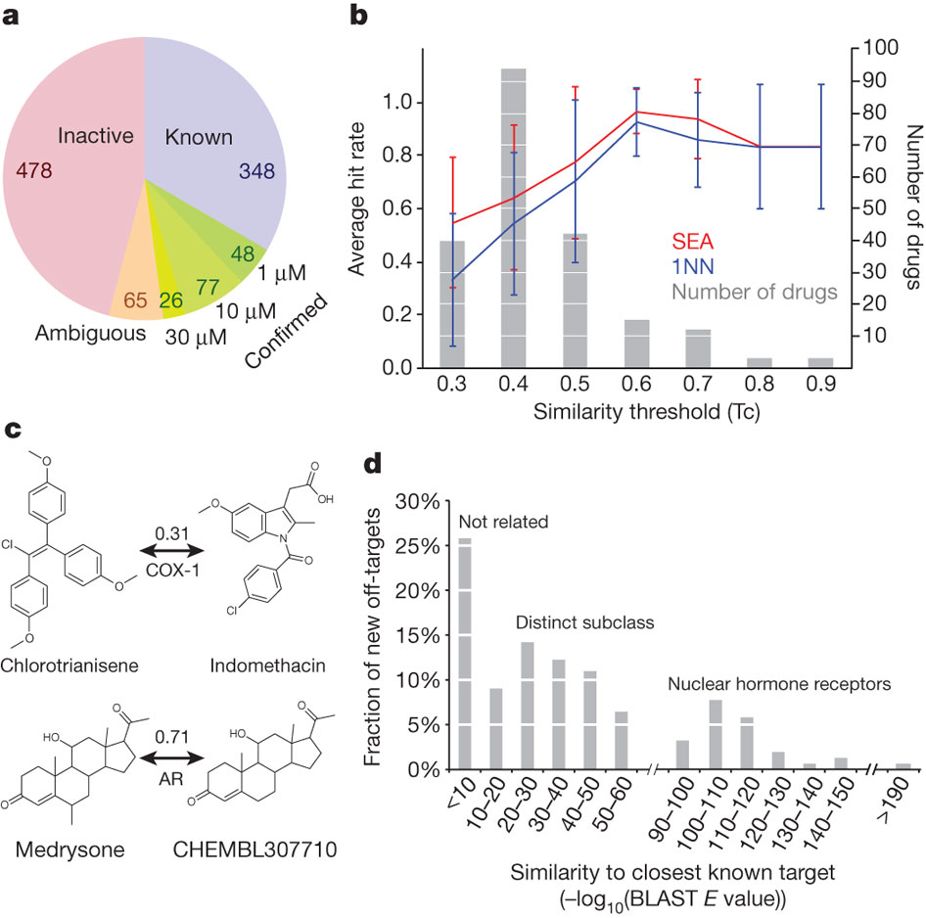 a
Inactive
Known
478
348
48
1 μM
77
10 μM
26
30 μM
65
Ambiguous
Confirmed
b
Average hit rate
1.0
0.8
0.6
0.4
0.2
0.0
100
90
80
70
60
50
40
30
20
10
Number of drugs
SEA
1NN
Number of drugs
0.3 0.4 0.5 0.6 0.7 0.8 0.9
Similarity threshold (Tc)
c
O
Cl
O
O
0.31
COX-1
O
OH
O
N
O
Cl
Chlorotrianisene
Indomethacin
O
HO
O
0.71
AR
O
HO
O
Medrysone
CHEMBL307710
d
Fraction of new off-targets
30%
25%
20%
15%
10%
5%
0%
Not related
Distinct subclass
Nuclear hormone receptors
<10
10–20
20–30
30–40
40–50
50–60
90–100
100–110
110–120
120–130
130–140
140–150
>190
Similarity to closest known target
(–log10(BLAST E value))